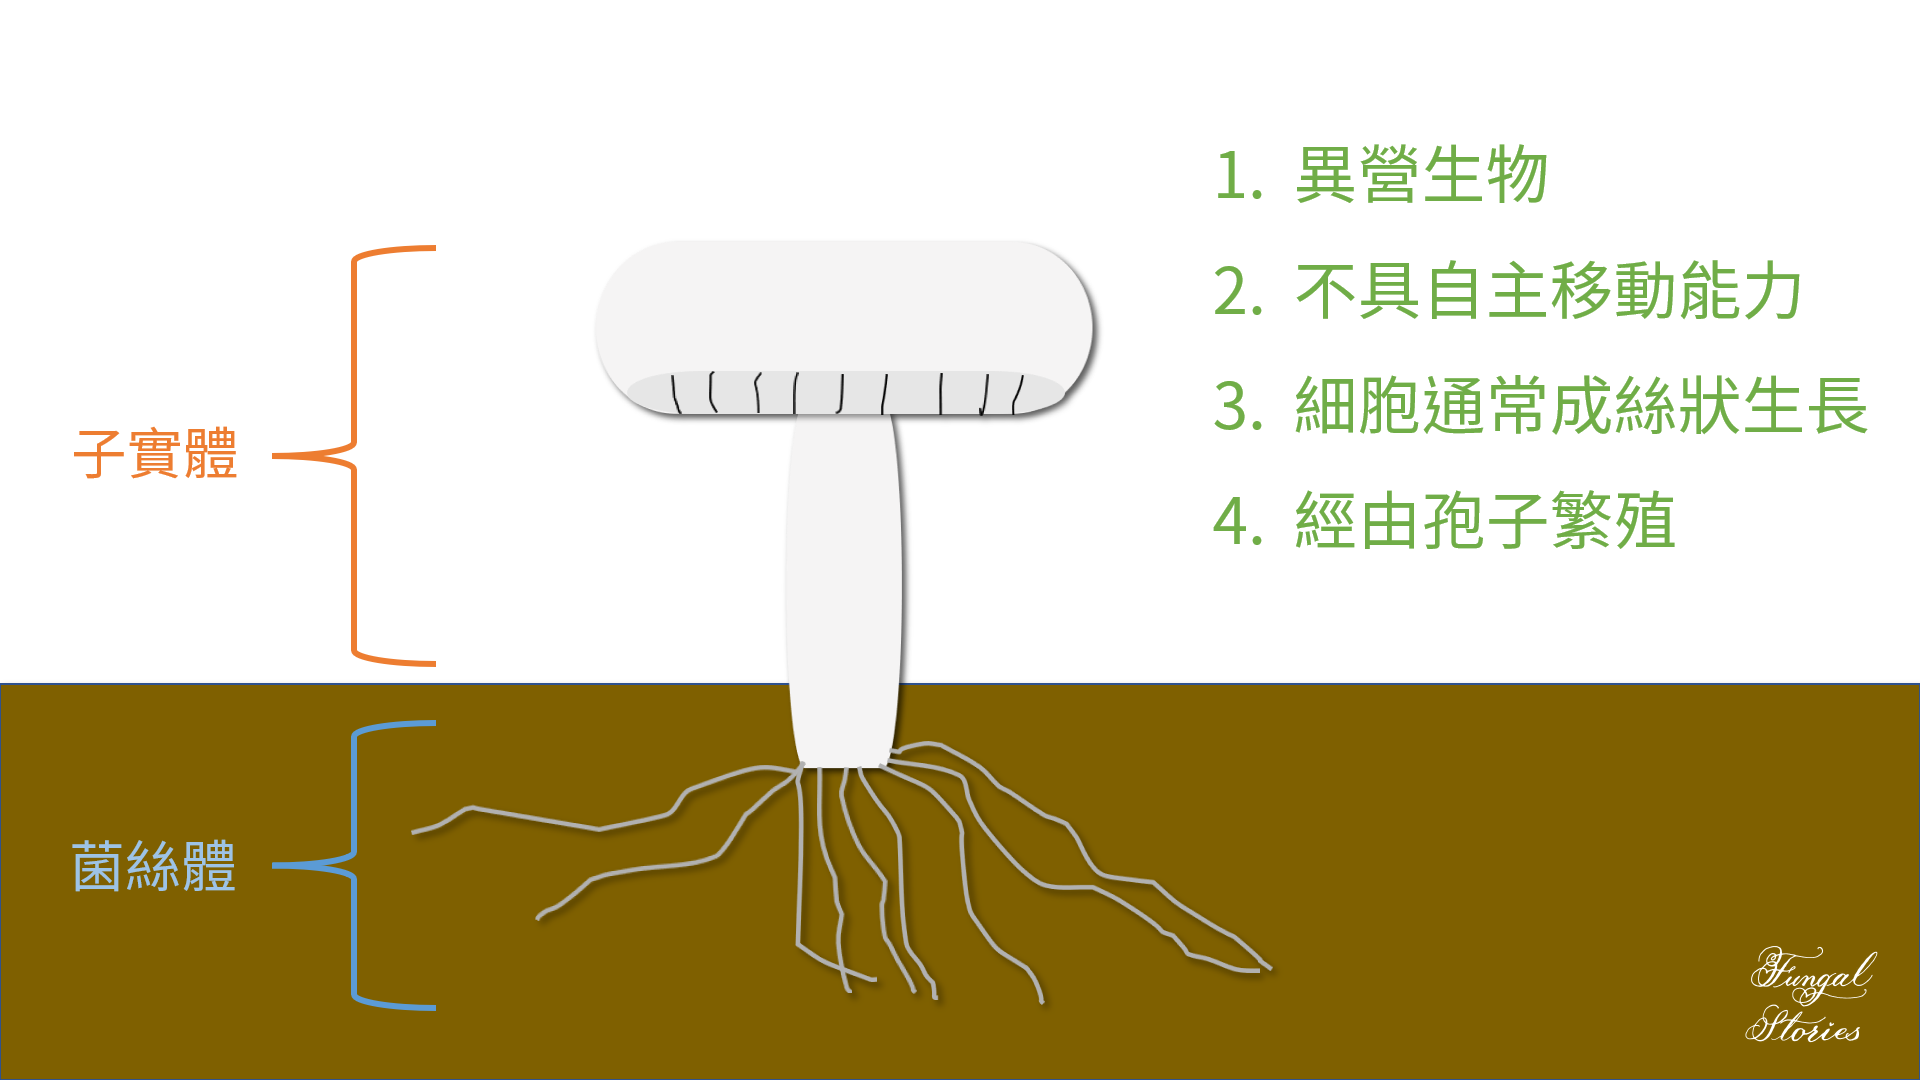 1. 異營生物
2. 不具自主移動能力
3. 細胞通常成絲狀生長
4. 經由孢子繁殖
子實體
菌絲體
Fungal
Stories